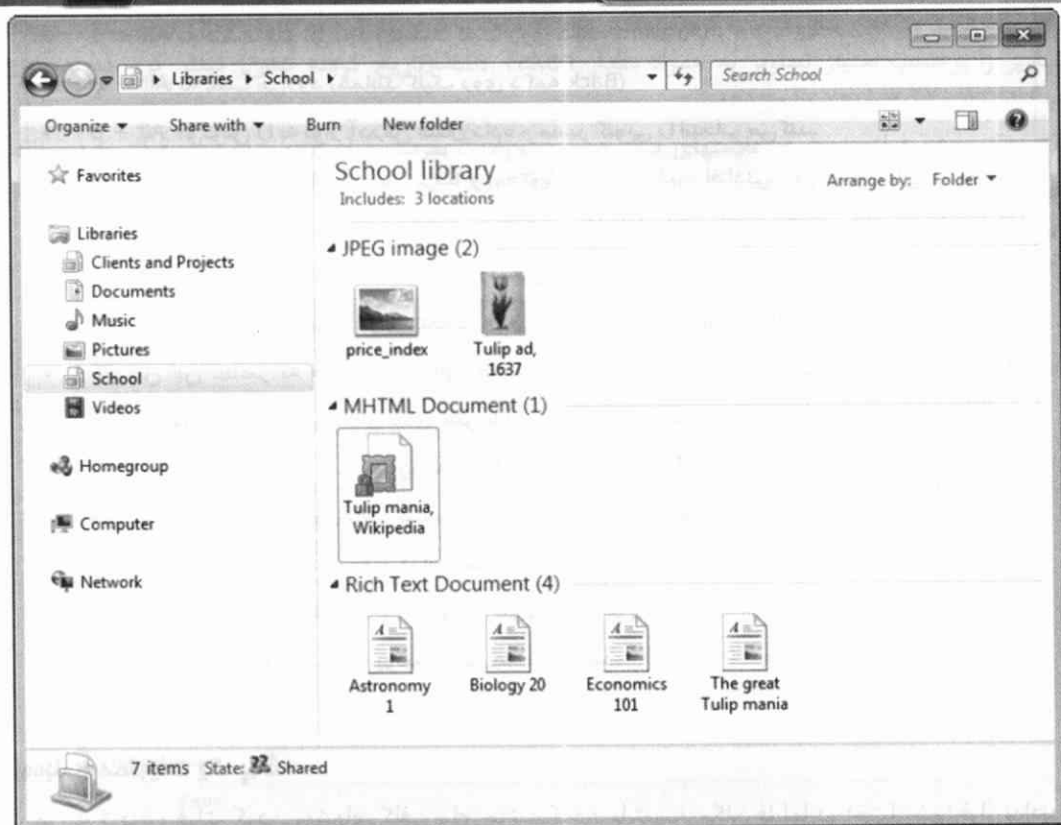 Libraries ▸ School ▸
Search School
Organize Share with Burn New folder
Favorites
Libraries
Clients and Projects
Documents
Music
Pictures
School
Videos
Homegroup
Computer
Network
School library
Includes: 3 locations
Arrange by: Folder
JPEG image (2)
price_index
Tulip ad,
1637
MHTML Document (1)
Tulip mania,
Wikipedia
Rich Text Document (4)
Astronomy
1
Biology 20
Economics
101
The great
Tulip mania
7 items State: Shared